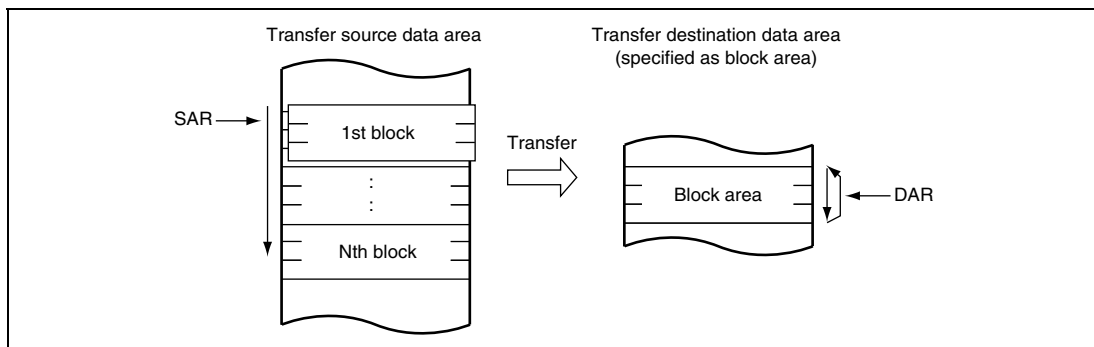 Transfer source data area
Transfer destination data area
(specified as block area)
SAR
1st block
Transfer
Block area
DAR
Nth block